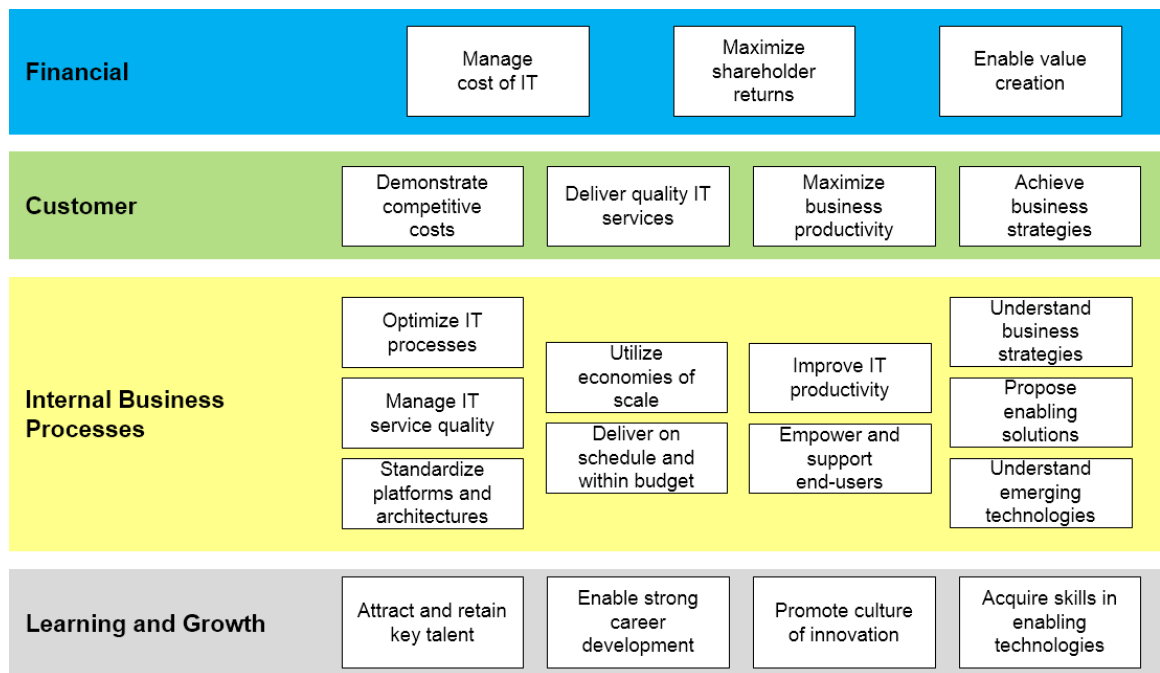 Financial
Manage
cost of IT
Maximize
shareholder
returns
Enable value
creation
Customer
Demonstrate
competitive
costs
Deliver quality IT
services
Maximize
business
productivity
Achieve
business
strategies
Internal Business
Processes
Optimize IT
processes
Manage IT
service quality
Standardize
platforms and
architectures
Utilize
economies of
scale
Deliver on
schedule and
within budget
Improve IT
productivity
Empower and
support
end-users
Understand
business
strategies
Propose
enabling
solutions
Understand
emerging
technologies
Learning and Growth
Attract and retain
key talent
Enable strong
career
development
Promote culture
of innovation
Acquire skills in
enabling
technologies